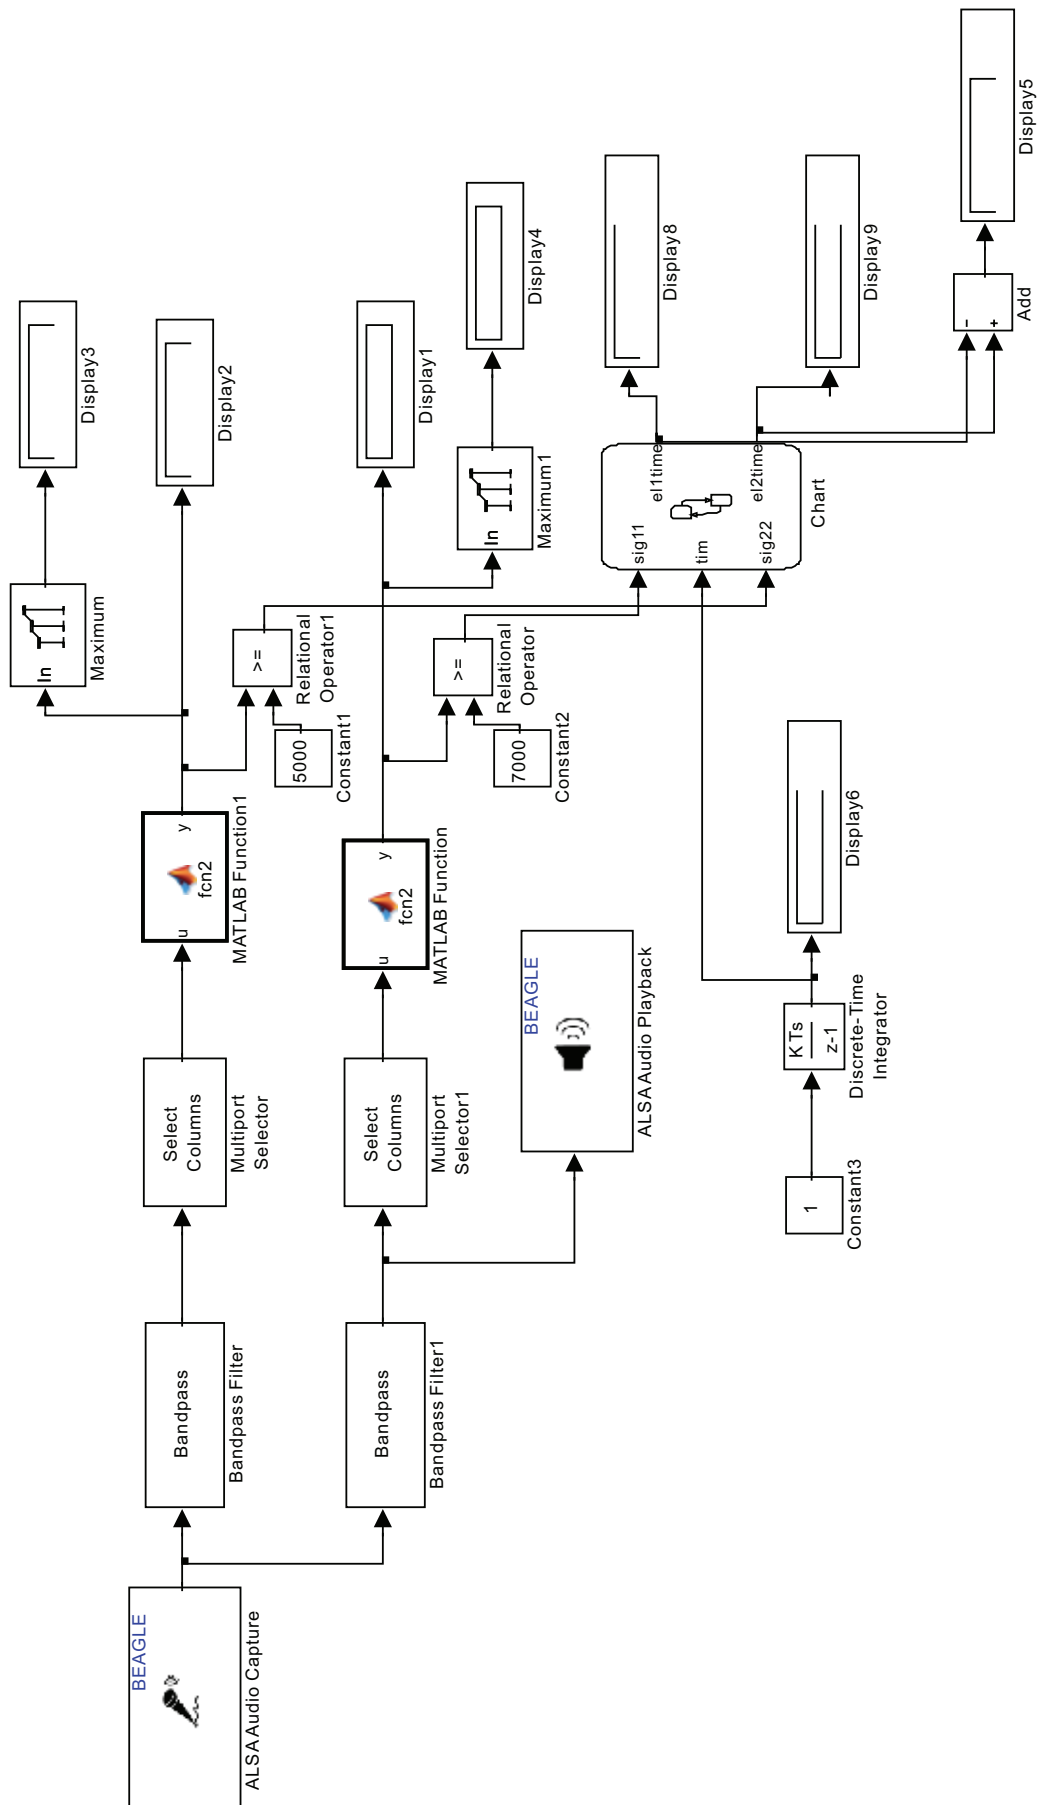 BEAGLE
ALSA Audio Capture
Bandpass
Bandpass Filter
Select
Columns
Multiport
Selector
u
fcn2
y
MATLAB Function1
In
Maximum
Display3
Display2
5000
Constant1
>=
Relational
Operator1
Bandpass
Bandpass Filter1
Select
Columns
Multiport
Selector1
u
fcn2
y
MATLAB Function
Display1
7000
Constant2
>=
Relational
Operator
In
Maximum1
Display4
BEAGLE
ALSA Audio Playback
sig11
tim
sig22
el1time
el2time
Chart
Display8
Display9
1
Constant3
K Ts
z-1
Discrete-Time
Integrator
Display6
-
+
Add
Display5